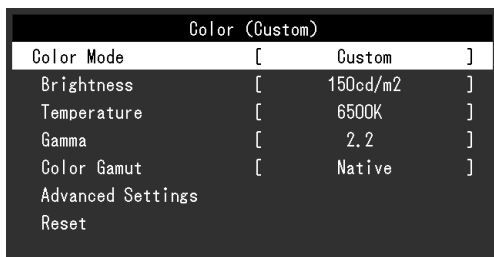 Color (Custom)
Color Mode [ Custom ]
Brightness [ 150cd/m2 ]
Temperature [ 6500K ]
Gamma [ 2.2 ]
Color Gamut [ Native ]
Advanced Settings
Reset